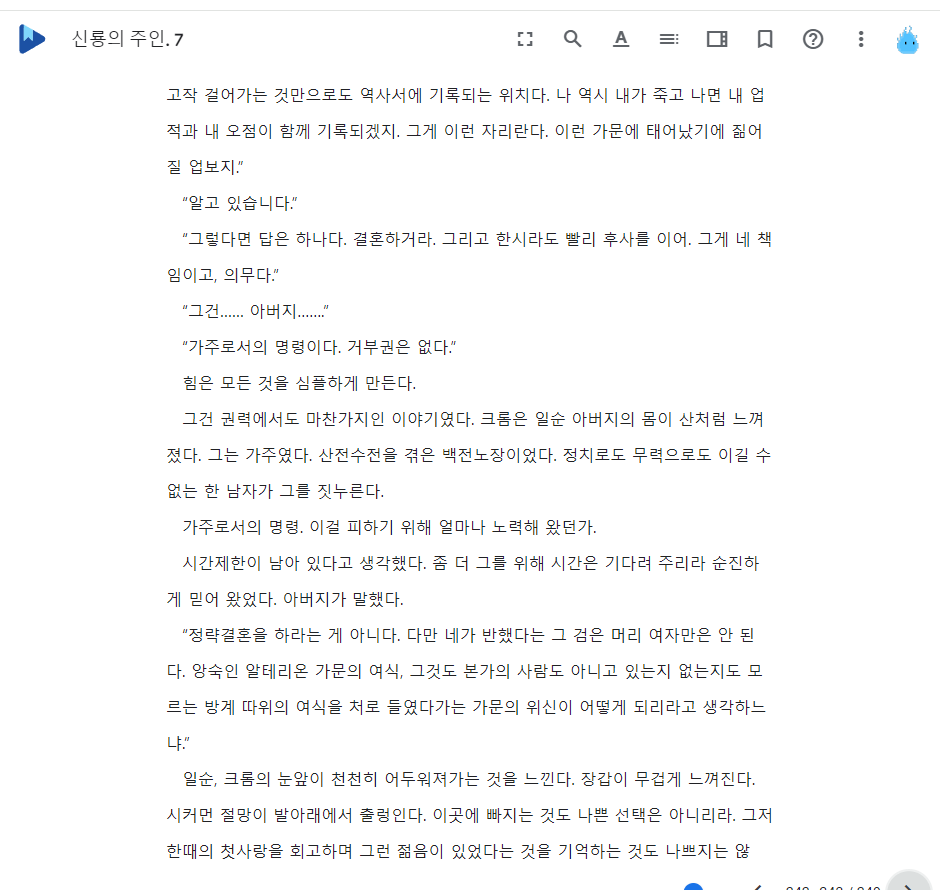 신룡의 주인. 7
고작 걸어가는 것만으로도 역사서에 기록되는 위치다. 나 역시 내가 죽고 나면 내 업
적과 내 오점이 함께 기록되겠지. 그게 이런 자리란다. 이런 가문에 태어났기에 짊어
질 업보지.”
“알고 있습니다.”
“그렇다면 답은 하나다. 결혼하거라. 그리고 한시라도 빨리 후사를 이어. 그게 네 책
임이고, 의무다.”
“그건...... 아버지.......”
“가주로서의 명령이다. 거부권은 없다.”
힘은 모든 것을 심플하게 만든다.
그건 권력에서도 마찬가지인 이야기였다. 크롬은 일순 아버지의 몸이 산처럼 느껴
졌다. 그는 가주였다. 산전수전을 겪은 백전노장이었다. 정치로도 무력으로도 이길 수
없는 한 남자가 그를 짓누른다.
가주로서의 명령. 이걸 피하기 위해 얼마나 노력해 왔던가.
시간제한이 남아 있다고 생각했다. 좀 더 그를 위해 시간은 기다려 주리라 순진하
게 믿어 왔었다. 아버지가 말했다.
“정략결혼을 하라는 게 아니다. 다만 네가 반했다는 그 검은 머리 여자만은 안 된
다. 앙숙인 알테리온 가문의 여식, 그것도 본가의 사람도 아니고 있는지 없는지도 모
르는 방계 따위의 여식을 처로 들였다가는 가문의 위신이 어떻게 되리라고 생각하느
냐.”
일순, 크롬의 눈앞이 천천히 어두워져가는 것을 느낀다. 장갑이 무겁게 느껴진다.
시커먼 절망이 발아래에서 출렁인다. 이곳에 빠지는 것도 나쁜 선택은 아니리라. 그저
한때의 첫사랑을 회고하며 그런 젊음이 있었다는 것을 기억하는 것도 나쁘지는 않